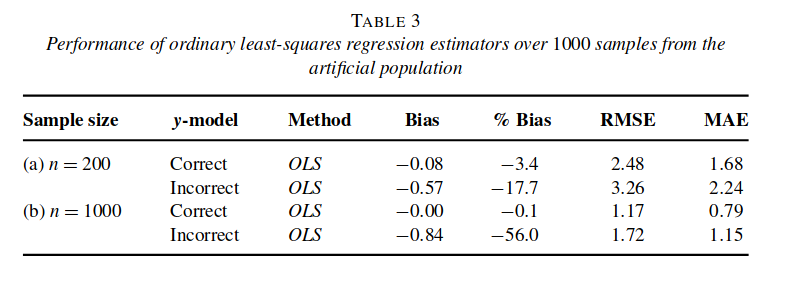 TABLE 3
Performance of ordinary least-squares regression estimators over 1000 samples from the
artificial population
Sample size y-model Method Bias % Bias RMSE MAE
(a) n = 200 Correct OLS −0.08 −3.4 2.48 1.68
Incorrect OLS −0.57 −17.7 3.26 2.24
(b) n = 1000 Correct OLS −0.00 −0.1 1.17 0.79
Incorrect OLS −0.84 −56.0 1.72 1.15